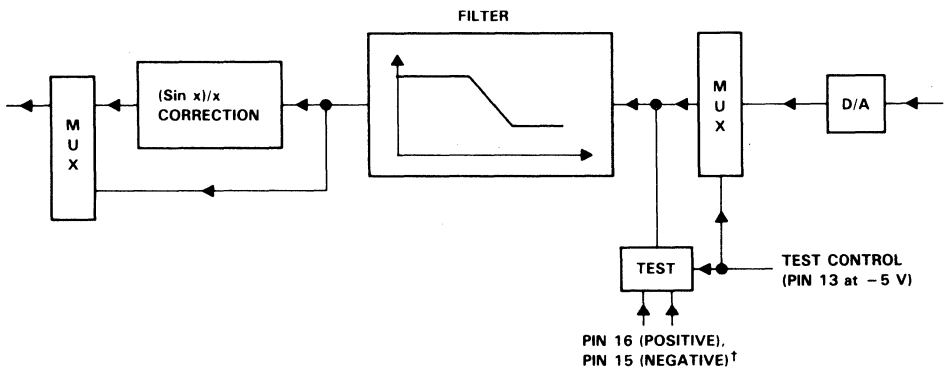 FILTER
(Sin x)/x
CORRECTION
M
U
X
M
U
X
D/A
TEST
TEST CONTROL
(PIN 13 at −5 V)
PIN 16 (POSITIVE),
PIN 15 (NEGATIVE)†